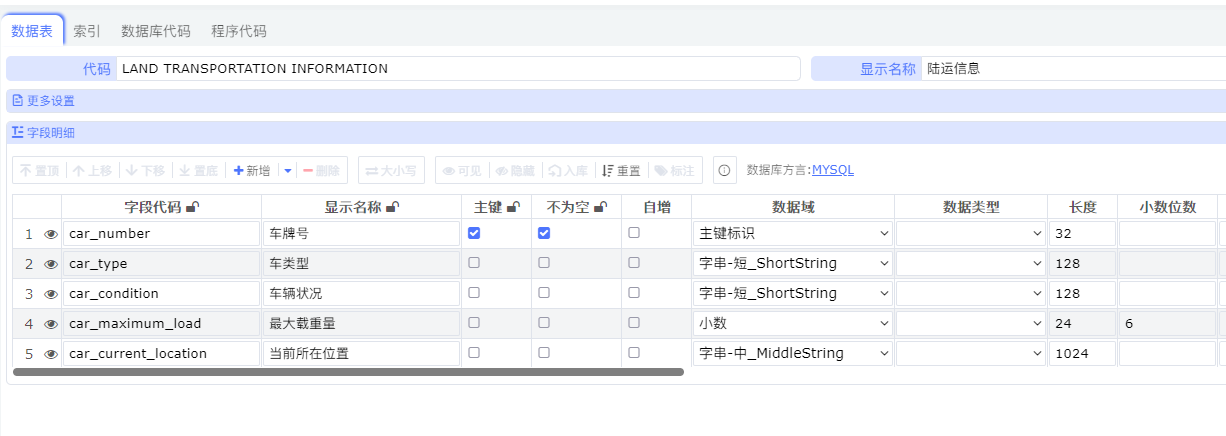 数据表 索引 数据库代码 程序代码
代码 LAND TRANSPORTATION INFORMATION 显示名称 陆运信息
更多设置
字段明细
置顶 上移 下移 置底 新增 删除 大小写 可见 隐藏 入库 重置 标注 数据库方言:MYSQL
字段代码 显示名称 主键 不为空 自增 数据域 数据类型 长度 小数位数
1 car_number 车牌号 主键标识 32
2 car_type 车类型 字串-短_ShortString 128
3 car_condition 车辆状况 字串-短_ShortString 128
4 car_maximum_load 最大载重量 小数 24 6
5 car_current_location 当前所在位置 字串-中_MiddleString 1024